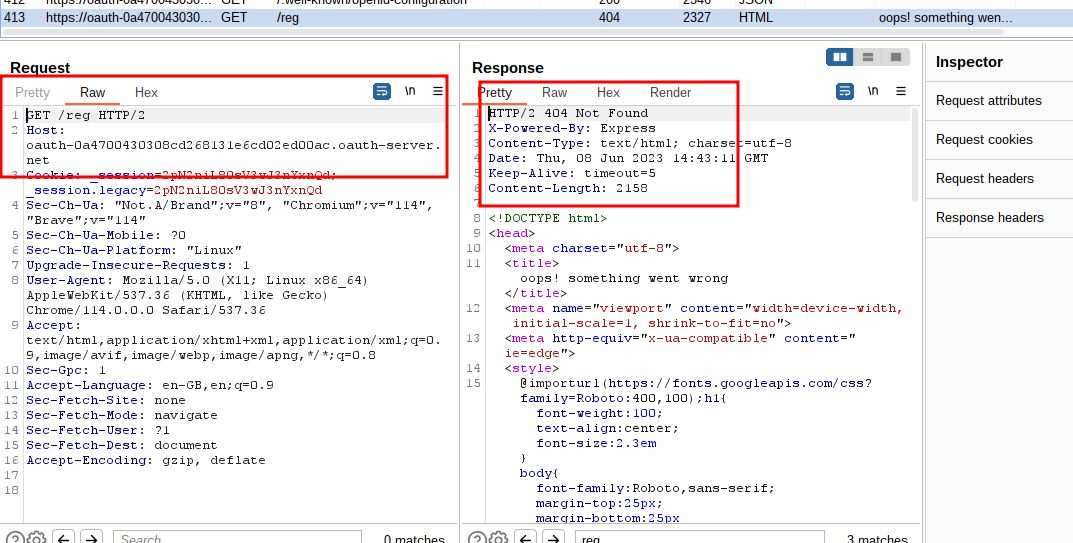 412 https://oauth-0a470043030... GET /.well-known/openid-configuration 200 2546 JSON
413 https://oauth-0a470043030... GET /reg 404 2327 HTML oops! something wen...
Request
Pretty Raw Hex \n
1 GET /reg HTTP/2
2 Host:
oauth-0a4700430308cd268131e6cd02ed00ac.oauth-server.
net
3 Cookie: _session=2pN2niL8OsV3wJ3nYxnQd;
_session.legacy=2pN2niL8OsV3wJ3nYxnQd
4 Sec-Ch-Ua: "Not.A/Brand";v="8", "Chromium";v="114",
"Brave";v="114"
5 Sec-Ch-Ua-Mobile: ?0
6 Sec-Ch-Ua-Platform: "Linux"
7 Upgrade-Insecure-Requests: 1
8 User-Agent: Mozilla/5.0 (X11; Linux x86_64)
AppleWebKit/537.36 (KHTML, like Gecko)
Chrome/114.0.0.0 Safari/537.36
9 Accept:
text/html,application/xhtml+xml,application/xml;q=0.
9,image/avif,image/webp,image/apng,*/*;q=0.8
10 Sec-Gpc: 1
11 Accept-Language: en-GB,en;q=0.9
12 Sec-Fetch-Site: none
13 Sec-Fetch-Mode: navigate
14 Sec-Fetch-User: ?1
15 Sec-Fetch-Dest: document
16 Accept-Encoding: gzip, deflate
17
18
Search... 0 matches
Response
Pretty Raw Hex Render \n
1 HTTP/2 404 Not Found
2 X-Powered-By: Express
3 Content-Type: text/html; charset=utf-8
4 Date: Thu, 08 Jun 2023 14:43:11 GMT
5 Keep-Alive: timeout=5
6 Content-Length: 2158
7
8 <!DOCTYPE html>
9 <head>
10 <meta charset="utf-8">
11 <title>
oops! something went wrong
</title>
12 <meta name="viewport" content="width=device-width,
initial-scale=1, shrink-to-fit=no">
13 <meta http-equiv="x-ua-compatible" content="
ie=edge">
14 <style>
15 @importurl(https://fonts.googleapis.com/css?
family=Roboto:400,100);h1{
font-weight:100;
text-align:center;
font-size:2.3em
}
body{
font-family:Roboto,sans-serif;
margin-top:25px;
margin-bottom:25px
reg 3 matches
Inspector
Request attributes
Request cookies
Request headers
Response headers